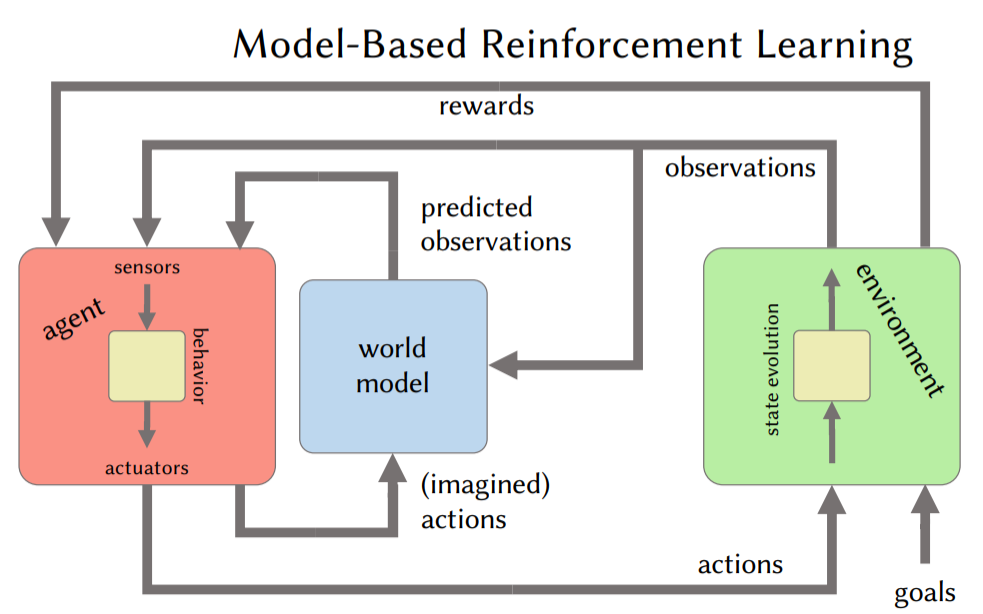 Model-Based Reinforcement Learning
rewards
observations
predicted
observations
sensors
agent
behavior
actuators
world
model
environment
state evolution
(imagined)
actions
actions
goals